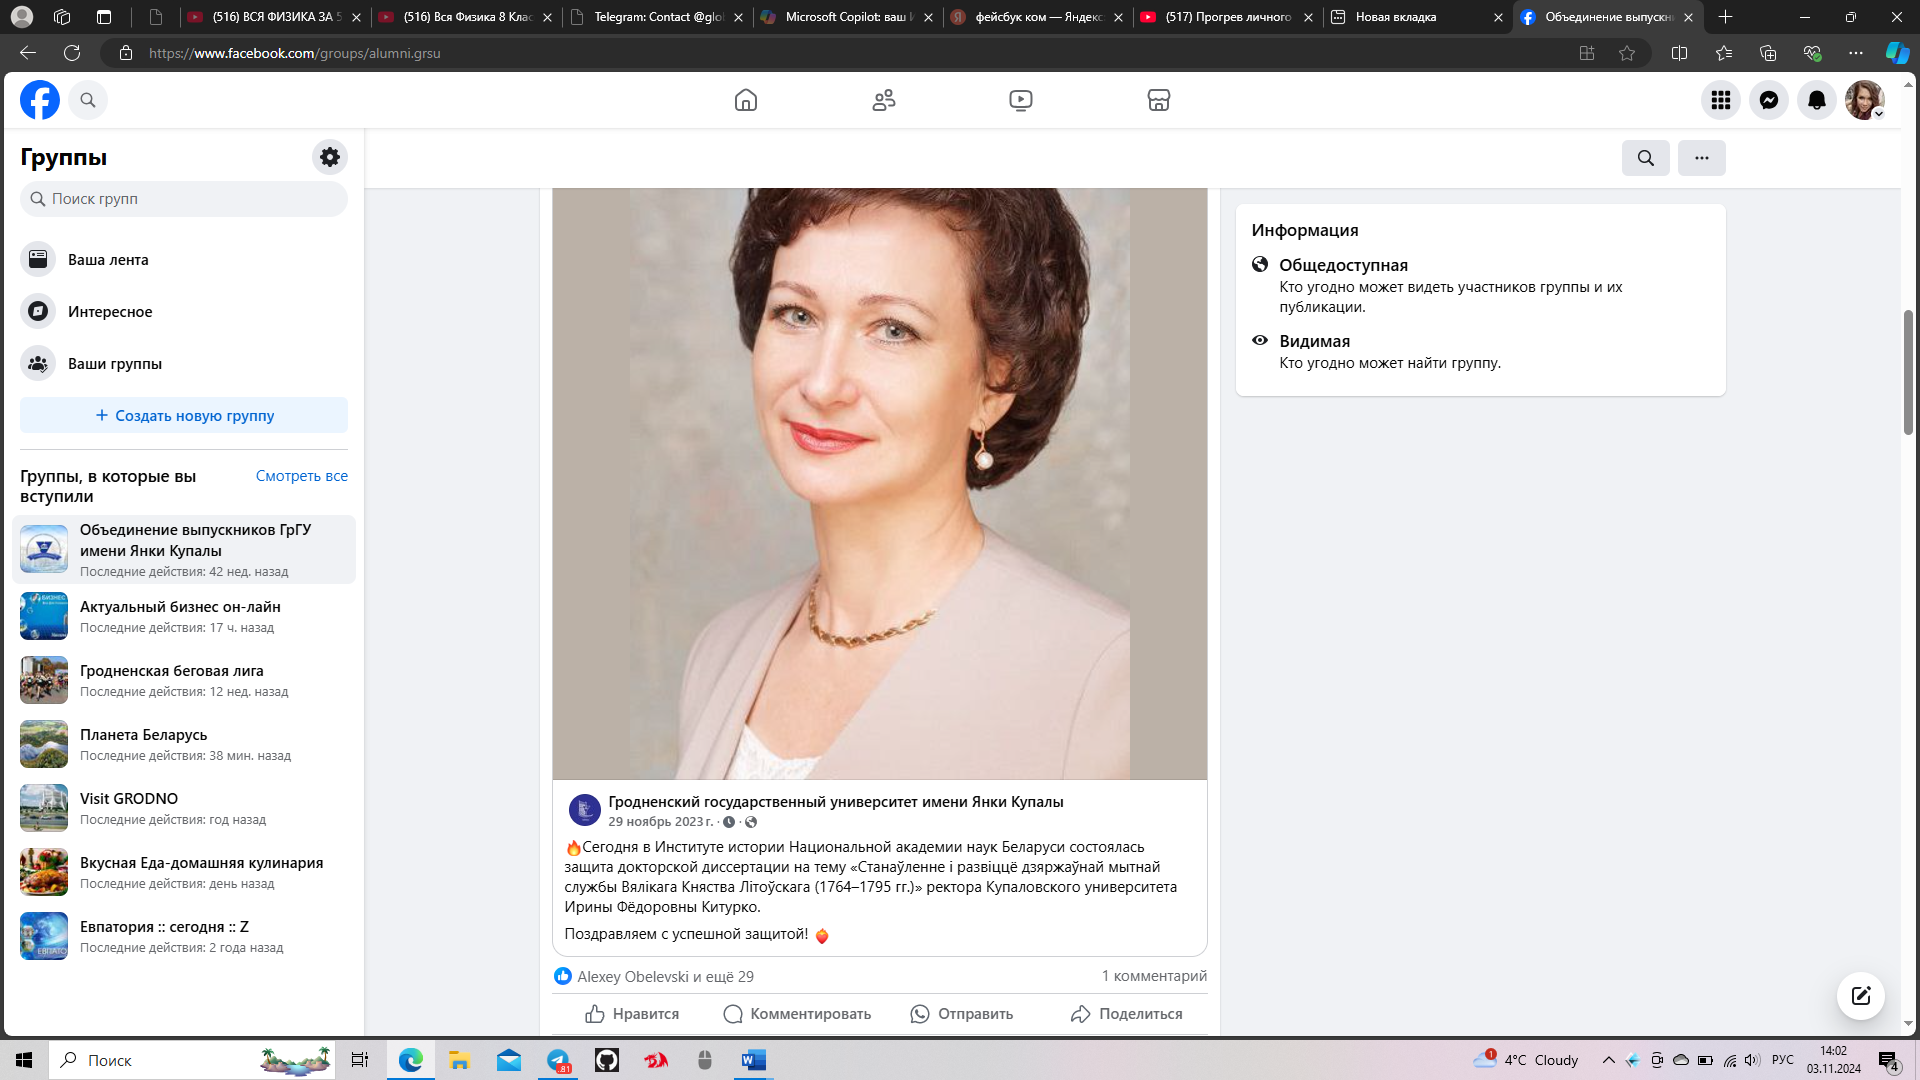 (516) ВСЯ ФИЗИКА ЗА 5
(516) Вся Физика 8 Клас
Telegram: Contact @glo
Microsoft Copilot: ваш И
фейсбук ком — Яндекс
(517) Прогрев личного
Новая вкладка
Объединение выпускн
https://www.facebook.com/groups/alumni.grsu
Группы
Поиск групп
Ваша лента
Интересное
Ваши группы
+ Создать новую группу
Группы, в которые вы вступили
Смотреть все
Объединение выпускников ГрГУ
имени Янки Купалы
Последние действия: 42 нед. назад
Актуальный бизнес он-лайн
Последние действия: 17 ч. назад
Гродненская беговая лига
Последние действия: 12 нед. назад
Планета Беларусь
Последние действия: 38 мин. назад
Visit GRODNO
Последние действия: год назад
Вкусная Еда-домашняя кулинария
Последние действия: день назад
Евпатория :: сегодня :: Z
Последние действия: 2 года назад
Гродненский государственный университет имени Янки Купалы
29 ноябрь 2023 г.
🔥Сегодня в Институте истории Национальной академии наук Беларуси состоялась
защита докторской диссертации на тему «Станаўленне і развіццё дзяржаўнай мытнай
службы Вялікага Княства Літоўскага (1764–1795 гг.)» ректора Купаловского университета
Ирины Фёдоровны Китурко.
Поздравляем с успешной защитой!
Alexey Obelevski и ещё 29
1 комментарий
Нравится
Комментировать
Отправить
Поделиться
Информация
Общедоступная
Кто угодно может видеть участников группы и их
публикации.
Видимая
Кто угодно может найти группу.
Поиск
81
1
4°C Cloudy
РУС
14:02
03.11.2024
4